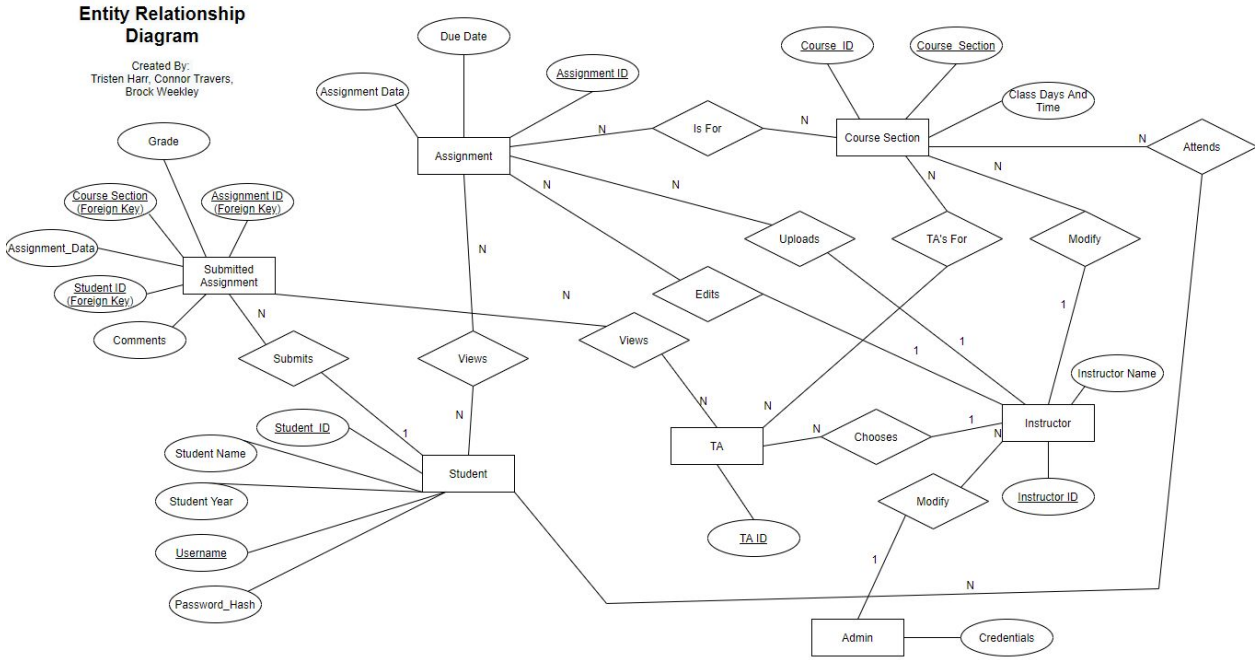 Entity Relationship
Diagram
Created By:
Tristen Harr, Connor Travers,
Brock Weekley
Due Date
Assignment Data
Assignment ID
Course_ID
Course_Section
Class Days And
Time
Grade
Course Section
(Foreign Key)
Assignment ID
(Foreign Key)
Assignment_Data
Student ID
(Foreign Key)
Comments
Submitted
Assignment
Assignment
N
Is For
N
Course Section
N
Attends
N
N
N
N
N
Uploads
TA's For
Modify
N
Edits
N
N
Submits
Views
Views
1
1
1
N
N
N
1
Instructor Name
Student_ID
Student Name
Student Year
Username
Password_Hash
Student
TA
N
Chooses
1
Instructor
N
Modify
Instructor ID
TA ID
1
N
Admin
Credentials